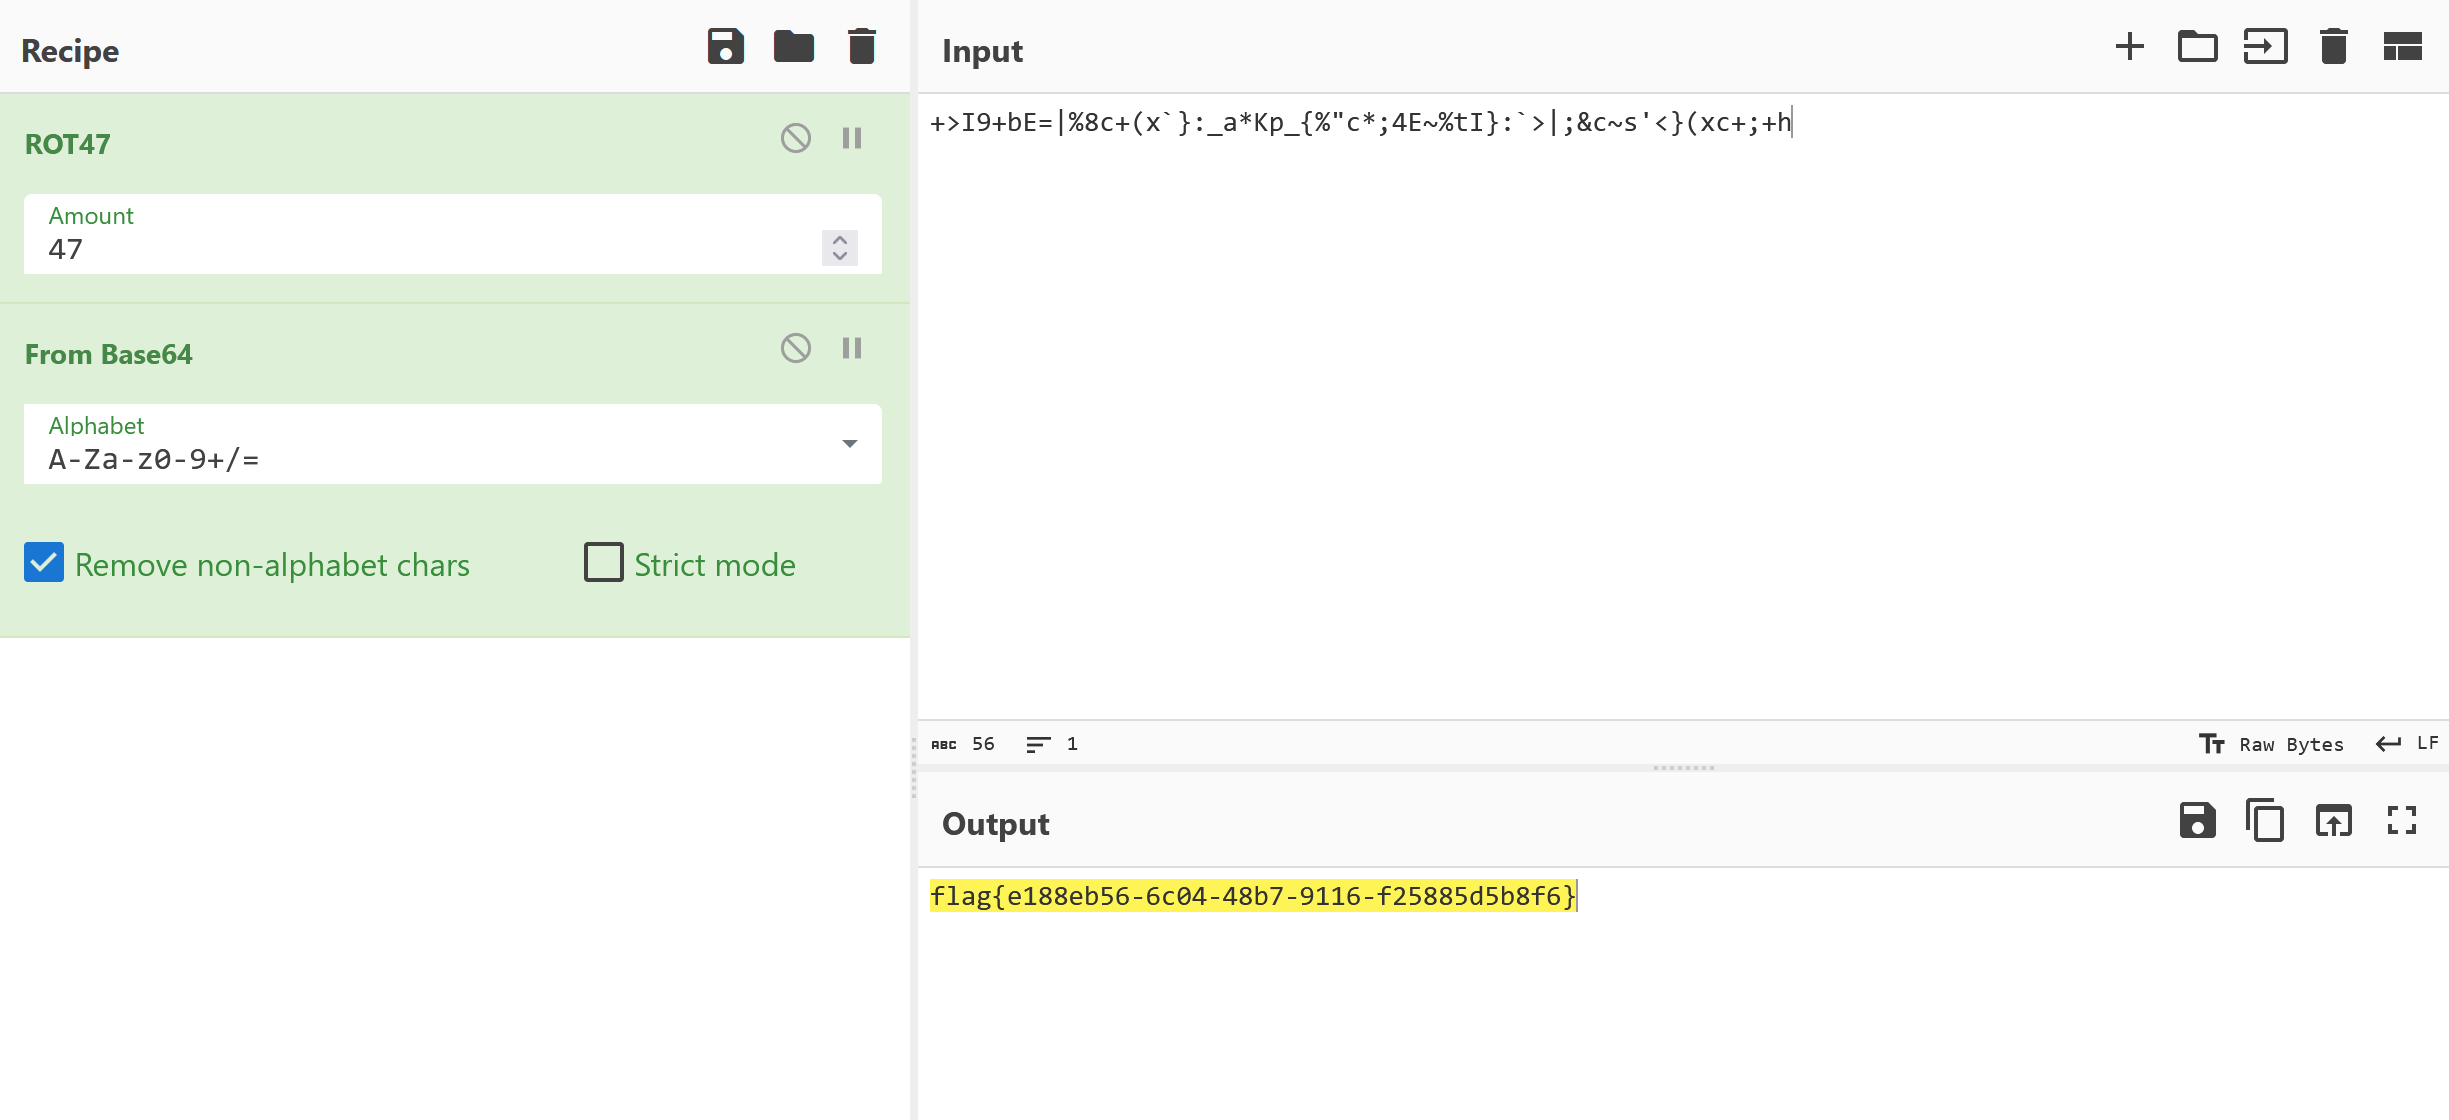 Recipe
ROT47
Amount
47
From Base64
Alphabet
A-Za-z0-9+/=
Remove non-alphabet chars
Strict mode
Input
+>I9+bE=|%8c+(x`}:_a*Kp_{%"c*;4E~%tI}:`>|;&c~s'<}(xc+;+h
ABC 56 1
Tт Raw Bytes LF
Output
flag{e188eb56-6c04-48b7-9116-f25885d5b8f6}